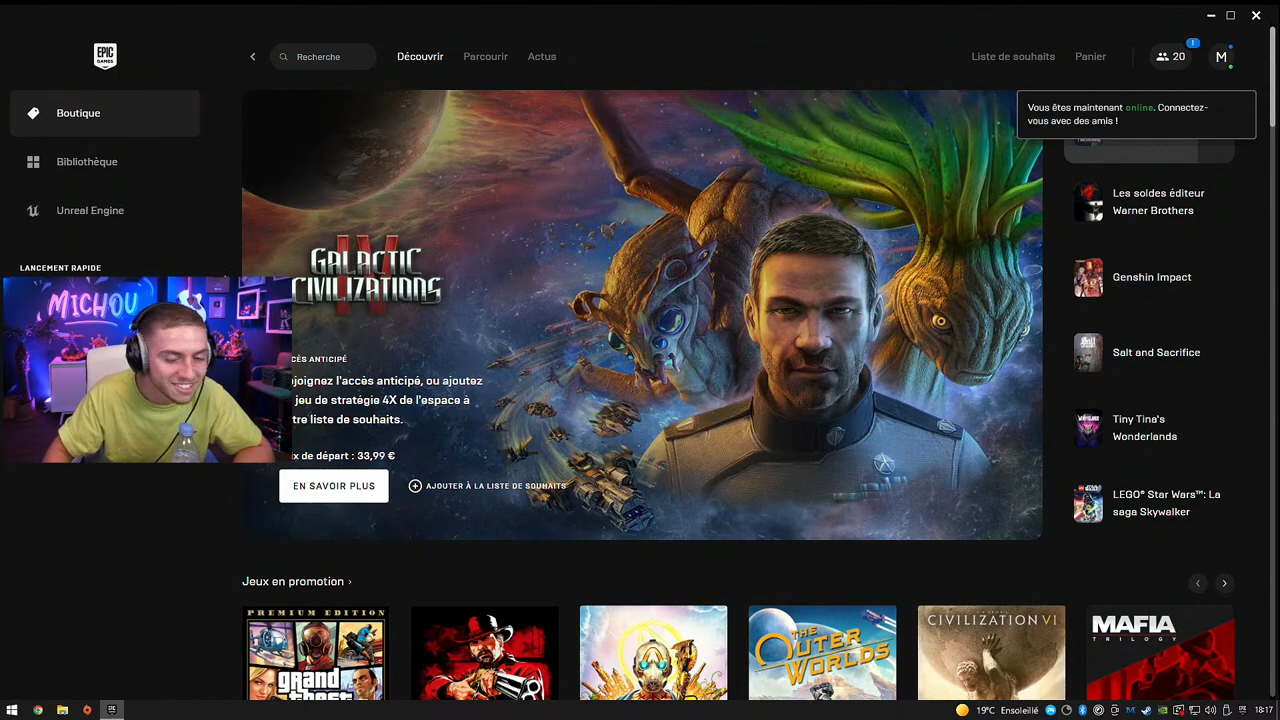 EPIC
GAMES
Recherche
Découvrir
Parcourir
Actus
Liste de souhaits
Panier
20
1
M
Boutique
Bibliothèque
Unreal Engine
LANCEMENT RAPIDE
MICHOU
Vous êtes maintenant online. Connectez-
vous avec des amis !
GALACTIC
CIVILIZATIONS
IV
CÈS ANTICIPÉ
joignez l'accès anticipé, ou ajoutez
jeu de stratégie 4X de l'espace à
tre liste de souhaits.
x de départ : 33,99 €
EN SAVOIR PLUS
AJOUTER À LA LISTE DE SOUHAITS
Les soldes éditeur
Warner Brothers
Genshin Impact
Salt and Sacrifice
Tiny Tina's
Wonderlands
LEGO® Star Wars™: La
saga Skywalker
Jeux en promotion
PREMIUM EDITION
grand
THE
OUTER
WORLDS
CIVILIZATION VI
MAFIA
TRILOGY
EPIC
19°C Ensoleillé
18:17